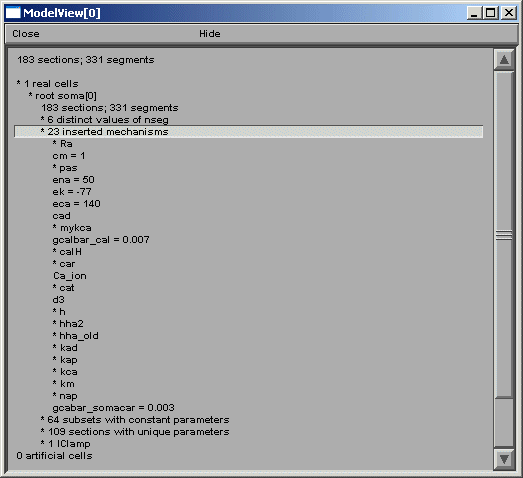 ModelView[0]
Close Hide
183 sections; 331 segments
* 1 real cells
* root soma[0]
183 sections; 331 segments
* 6 distinct values of nseg
* 23 inserted mechanisms
* Ra
cm = 1
* pas
ena = 50
ek = -77
eca = 140
cad
* mykca
gcalbar_cal = 0.007
* calH
* car
Ca_ion
* cat
d3
* h
* hha2
* hha_old
* kad
* kap
* kca
* km
* nap
gcabar_somacar = 0.003
* 64 subsets with constant parameters
* 109 sections with unique parameters
* 1 IClamp
0 artificial cells